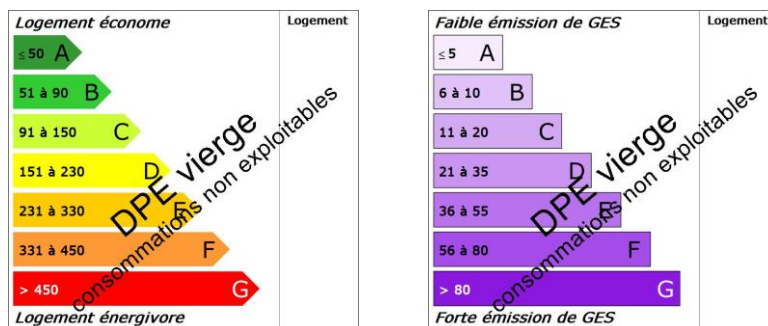 Logement économe
Logement
≤ 50 A
51 à 90 B
91 à 150 C
151 à 230 D
231 à 330 E
331 à 450 F
> 450 G
DPE vierge
consommations non exploitables
Logement énergivore
Faible émission de GES
Logement
≤ 5 A
6 à 10 B
11 à 20 C
21 à 35 D
36 à 55 E
56 à 80 F
> 80 G
DPE vierge
consommations non exploitables
Forte émission de GES